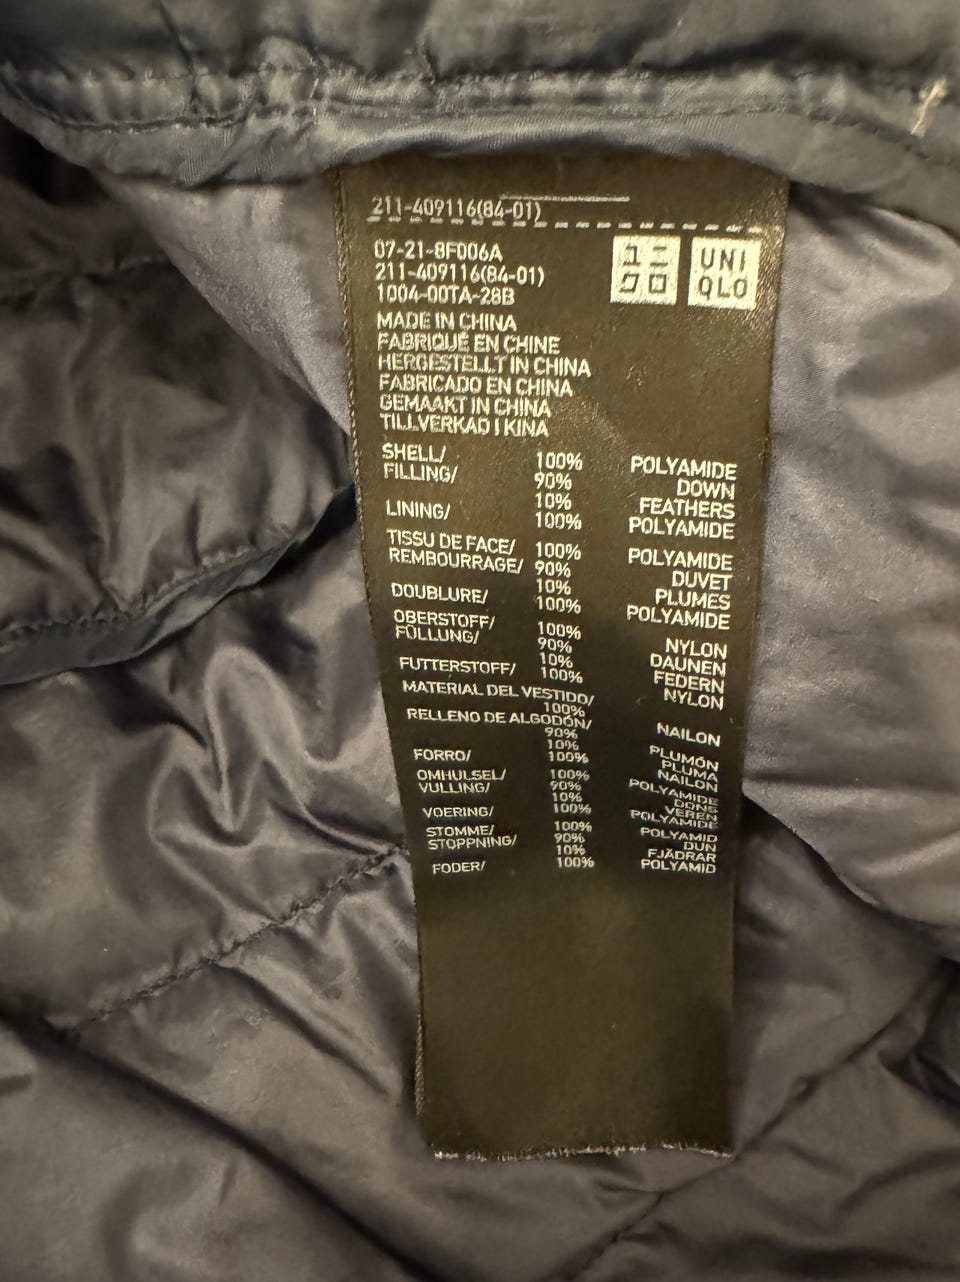 211-409116(84-01)
07-21-8F006A
211-409116(84-01)
1004-00TA-28B
ユニ
クロ
UNI
QLO
MADE IN CHINA
FABRIQUÉ EN CHINE
HERGESTELLT IN CHINA
FABRICADO EN CHINA
GEMAAKT IN CHINA
TILLVERKAD I KINA
SHELL/ 100% POLYAMIDE
FILLING/ 90% DOWN
10% FEATHERS
LINING/ 100% POLYAMIDE
TISSU DE FACE/ 100% POLYAMIDE
REMBOURRAGE/ 90% DUVET
10% PLUMES
DOUBLURE/ 100% POLYAMIDE
OBERSTOFF/ 100% NYLON
FÜLLUNG/ 90% DAUNEN
10% FEDERN
FUTTERSTOFF/ 100% NYLON
MATERIAL DEL VESTIDO/
100% NAILON
RELLENO DE ALGODÓN/
90% PLUMÓN
10% PLUMA
FORRO/ 100% NAILON
OMHULSEL/ 100% POLYAMIDE
VULLING/ 90% DONS
10% VEREN
VOERING/ 100% POLYAMIDE
STOMME/ 100% POLYAMID
STOPPNING/ 90% DUN
10% FJÄDRAR
FODER/ 100% POLYAMID